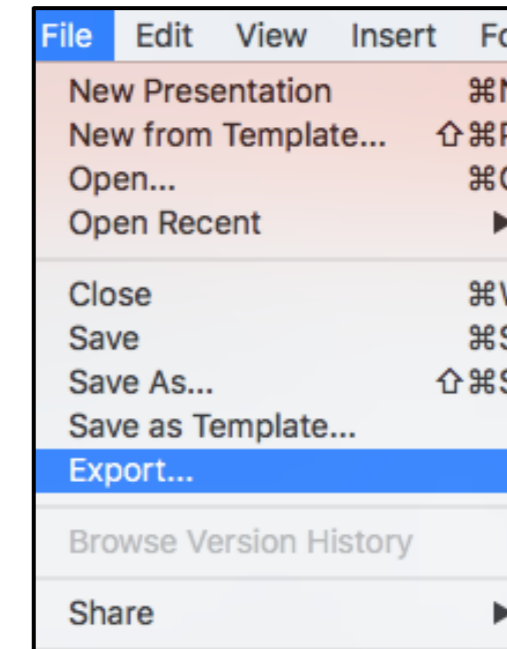 File Edit View Insert
New Presentation
New from Template...
Open...
Open Recent
Close
Save
Save As...
Save as Template...
Export...
Browse Version History
Share